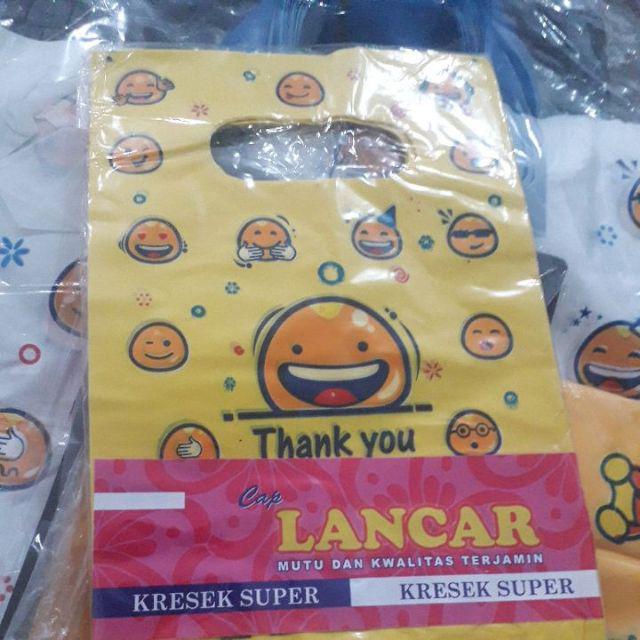 Thank you
Cap
LANCAR
MUTU DAN KWALITAS TERJAMIN
KRESEK SUPER KRESEK SUPER